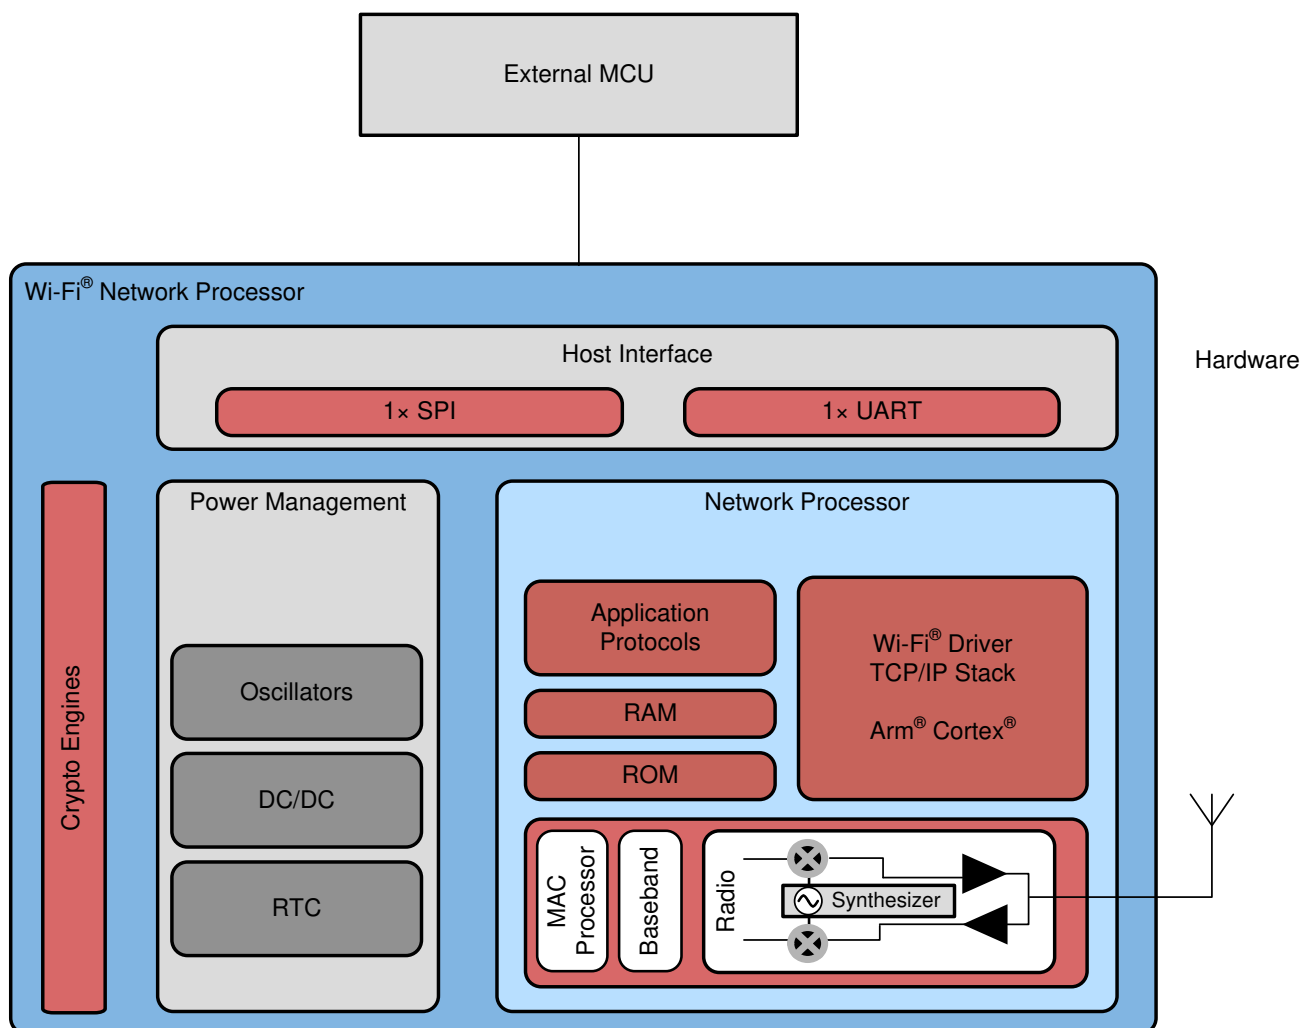 External MCU
Wi-Fi® Network Processor
Host Interface
Hardware
1× SPI
1× UART
Power Management
Network Processor
Crypto Engines
Oscillators
DC/DC
RTC
Application
Protocols
RAM
ROM
Wi-Fi® Driver
TCP/IP Stack
Arm® Cortex®
MAC
Processor
Baseband
Radio
Synthesizer